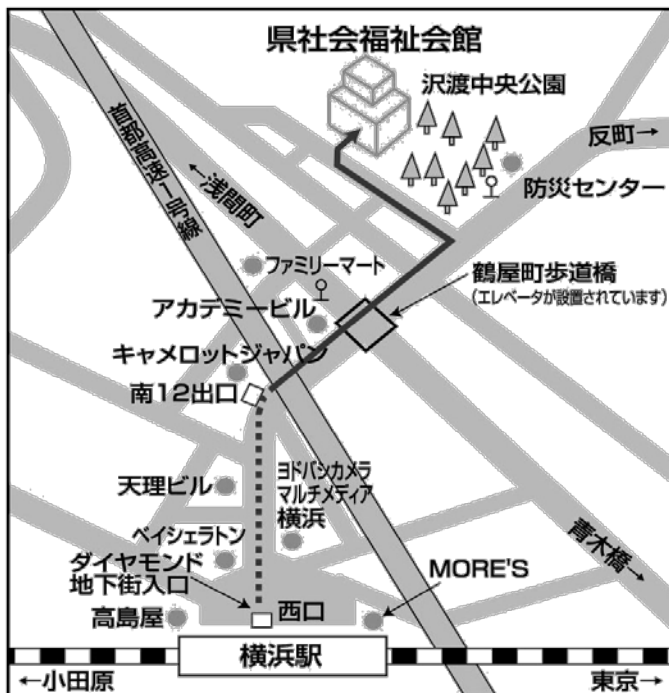 県社会福祉会館
沢渡中央公園
反町→
首都高速1号線
←浅間町
防災センター
ファミリーマート
鶴屋町歩道橋
(エレベータが設置されています)
アカデミービル
キャメロットジャパン
南12出口
ヨドバシカメラ
マルチメディア
横浜
天理ビル
ベイシェラトン
ダイヤモンド
地下街入口
青木橋→
MORE'S
高島屋
西口
横浜駅
←小田原
東京→